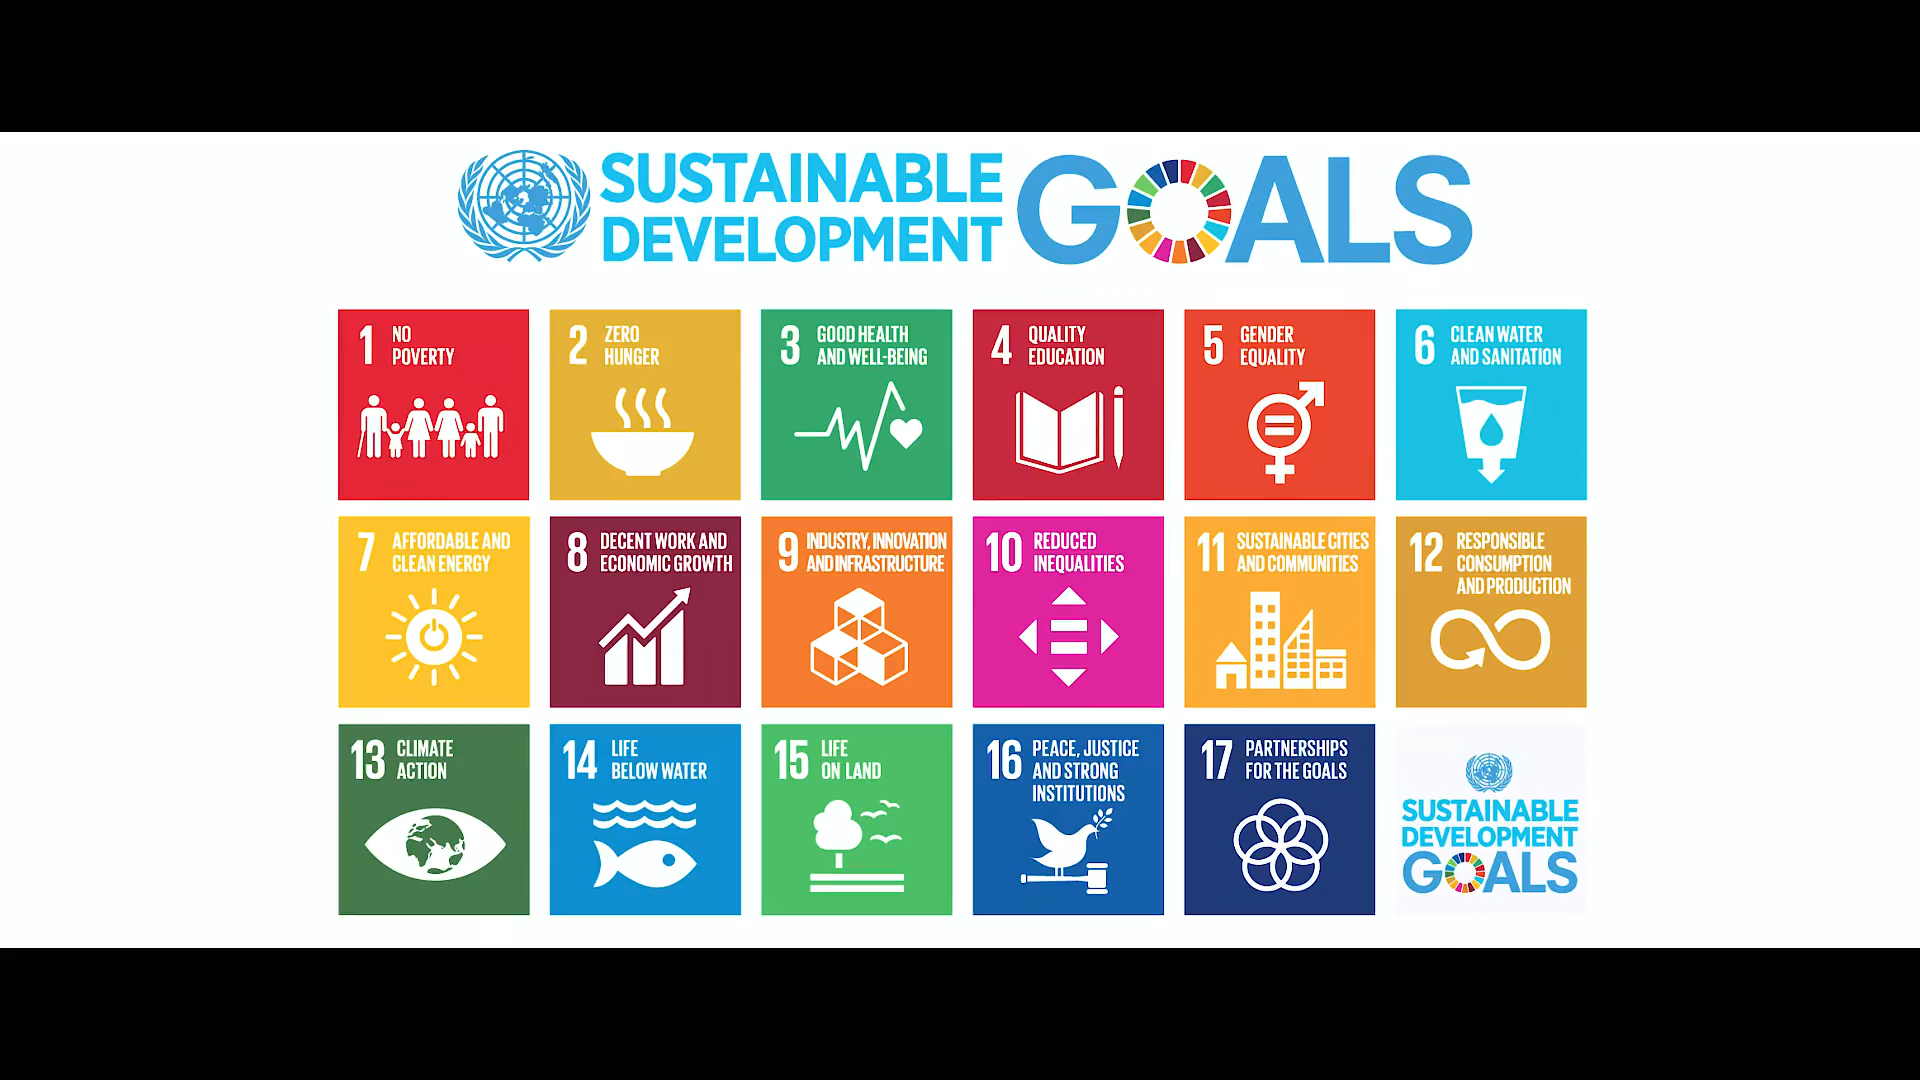 SUSTAINABLE
DEVELOPMENT
GOALS
1 NO
POVERTY
2 ZERO
HUNGER
3 GOOD HEALTH
AND WELL-BEING
4 QUALITY
EDUCATION
5 GENDER
EQUALITY
6 CLEAN WATER
AND SANITATION
7 AFFORDABLE AND
CLEAN ENERGY
8 DECENT WORK AND
ECONOMIC GROWTH
9 INDUSTRY, INNOVATION
AND INFRASTRUCTURE
10 REDUCED
INEQUALITIES
11 SUSTAINABLE CITIES
AND COMMUNITIES
12 RESPONSIBLE
CONSUMPTION
AND PRODUCTION
13 CLIMATE
ACTION
14 LIFE
BELOW WATER
15 LIFE
ON LAND
16 PEACE, JUSTICE
AND STRONG
INSTITUTIONS
17 PARTNERSHIPS
FOR THE GOALS
SUSTAINABLE
DEVELOPMENT
GOALS